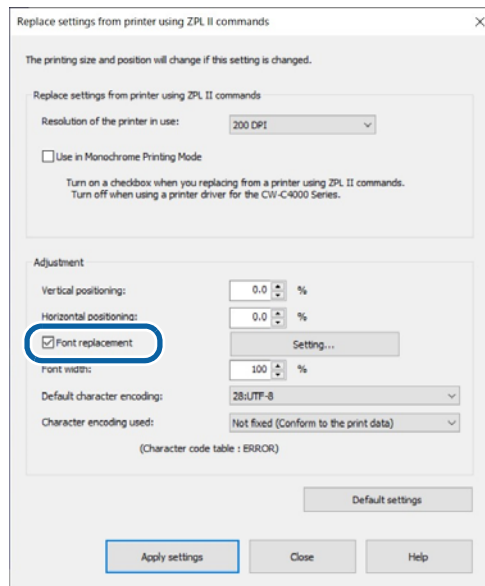 Replace settings from printer using ZPL II commands
The printing size and position will change if this setting is changed.
Replace settings from printer using ZPL II commands
Resolution of the printer in use: 200 DPI
Use in Monochrome Printing Mode
Turn on a checkbox when you replacing from a printer using ZPL II commands.
Turn off when using a printer driver for the CW-C4000 Series.
Adjustment
Vertical positioning: 0.0 %
Horizontal positioning: 0.0 %
Font replacement Setting...
Font width: 100 %
Default character encoding: 28:UTF-8
Character encoding used: Not fixed (Conform to the print data)
(Character code table : ERROR)
Default settings
Apply settings Close Help